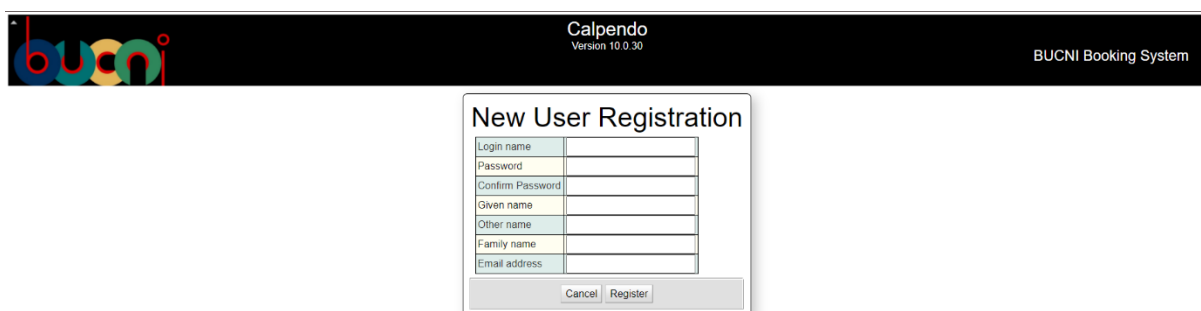 bucni
Calpendo
Version 10.0.30
BUCNI Booking System
New User Registration
Login name
Password
Confirm Password
Given name
Other name
Family name
Email address
Cancel Register